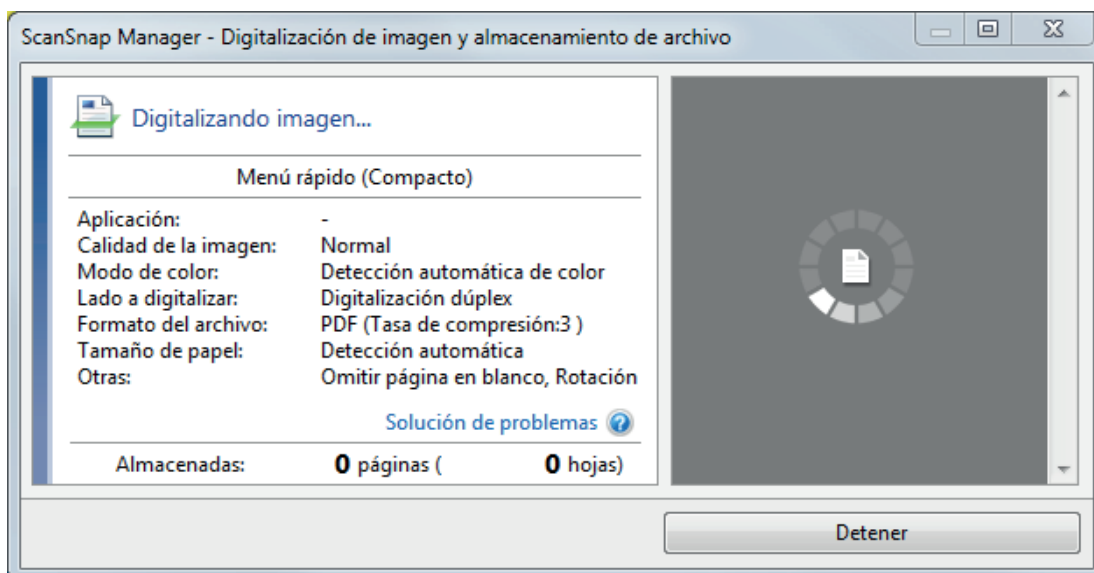 ScanSnap Manager - Digitalización de imagen y almacenamiento de archivo
Digitalizando imagen...
Menú rápido (Compacto)
Aplicación: -
Calidad de la imagen: Normal
Modo de color: Detección automática de color
Lado a digitalizar: Digitalización dúplex
Formato del archivo: PDF (Tasa de compresión:3 )
Tamaño de papel: Detección automática
Otras: Omitir página en blanco, Rotación
Solución de problemas ?
Almacenadas: 0 páginas ( 0 hojas)
Detener